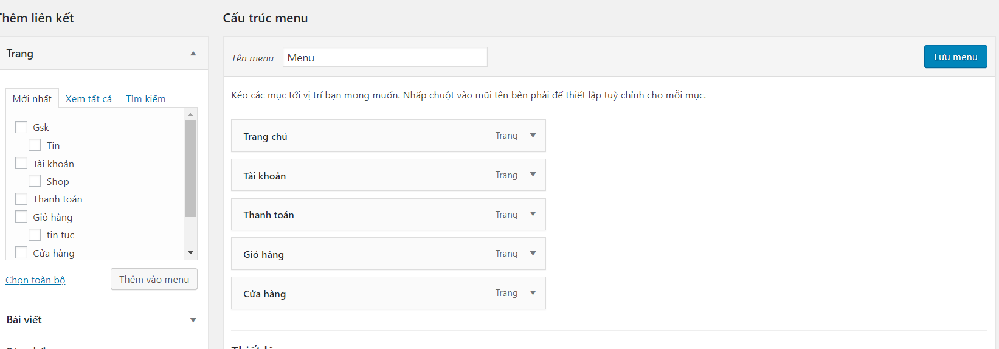 Thêm liên kết
Trang
Mới nhất
Xem tất cả
Tìm kiếm
Gsk
Tin
Tài khoản
Shop
Thanh toán
Giỏ hàng
tin tuc
Cửa hàng
Chọn toàn bộ
Thêm vào menu
Bài viết
Cấu trúc menu
Tên menu
Menu
Lưu menu
Kéo các mục tới vị trí bạn mong muốn. Nhấp chuột vào mũi tên bên phải để thiết lập tuỳ chỉnh cho mỗi mục.
Trang chủ Trang
Tài khoản Trang
Thanh toán Trang
Giỏ hàng Trang
Cửa hàng Trang